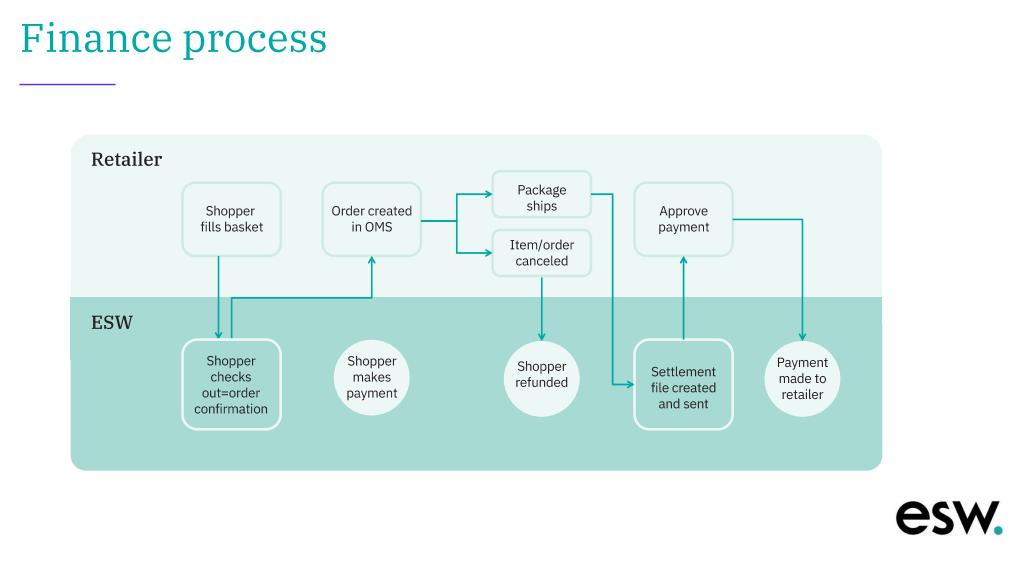 Finance process
Retailer
Shopper
fills basket
Order created
in OMS
Package
ships
Item/order
canceled
Approve
payment
ESW
Shopper
checks
out=order
confirmation
Shopper
makes
payment
Shopper
refunded
Settlement
file created
and sent
Payment
made to
retailer
esw.